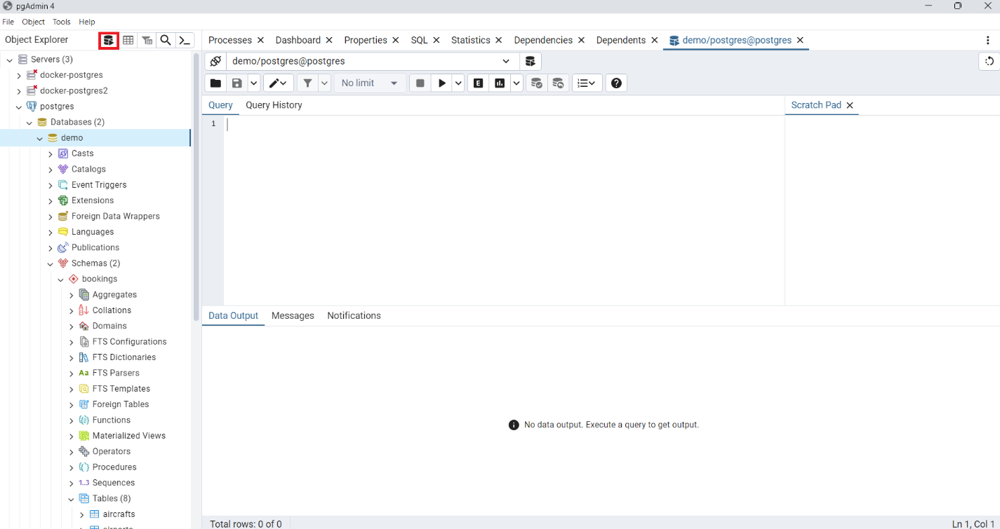 pgAdmin 4
File Object Tools Help
Object Explorer
Servers (3)
docker-postgres
docker-postgres2
postgres
Databases (2)
demo
Casts
Catalogs
Event Triggers
Extensions
Foreign Data Wrappers
Languages
Publications
Schemas (2)
bookings
Aggregates
Collations
Domains
FTS Configurations
FTS Dictionaries
Aa FTS Parsers
FTS Templates
Foreign Tables
Functions
Materialized Views
Operators
Procedures
1..3 Sequences
Tables (8)
aircrafts
Processes Dashboard Properties SQL Statistics Dependencies Dependents demo/postgres@postgres
demo/postgres@postgres
No limit E
Query Query History
Scratch Pad
1
Data Output Messages Notifications
No data output. Execute a query to get output.
Total rows: 0 of 0
Ln 1, Col 1